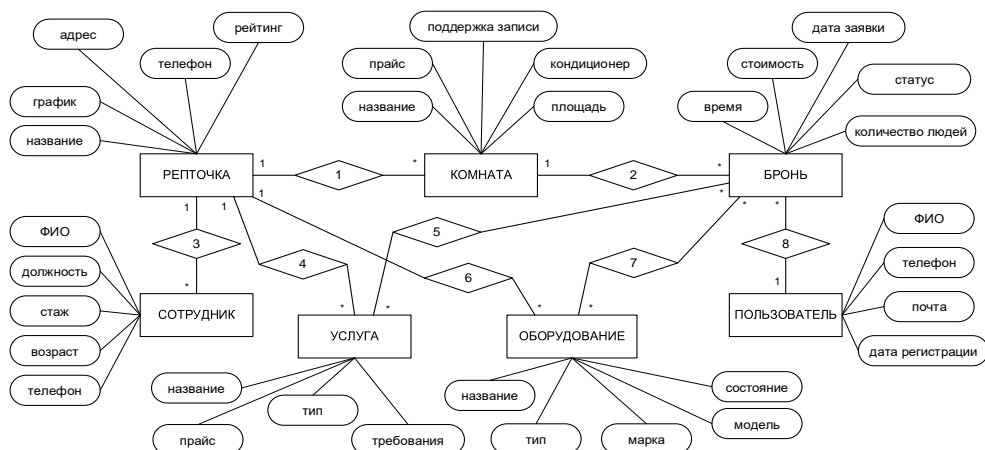 адрес
рейтинг
телефон
график
название
поддержка записи
прайс
кондиционер
название
площадь
дата заявки
стоимость
статус
время
количество людей
РЕПТОЧКА
1
1
*
КОМНАТА
1
2
*
БРОНЬ
1
1
1
*
*
*
*
3
4
5
6
7
8
*
*
*
*
*
1
ФИО
должность
стаж
возраст
телефон
СОТРУДНИК
УСЛУГА
ОБОРУДОВАНИЕ
ПОЛЬЗОВАТЕЛЬ
ФИО
телефон
почта
дата регистрации
название
тип
прайс
требования
название
тип
марка
модель
состояние